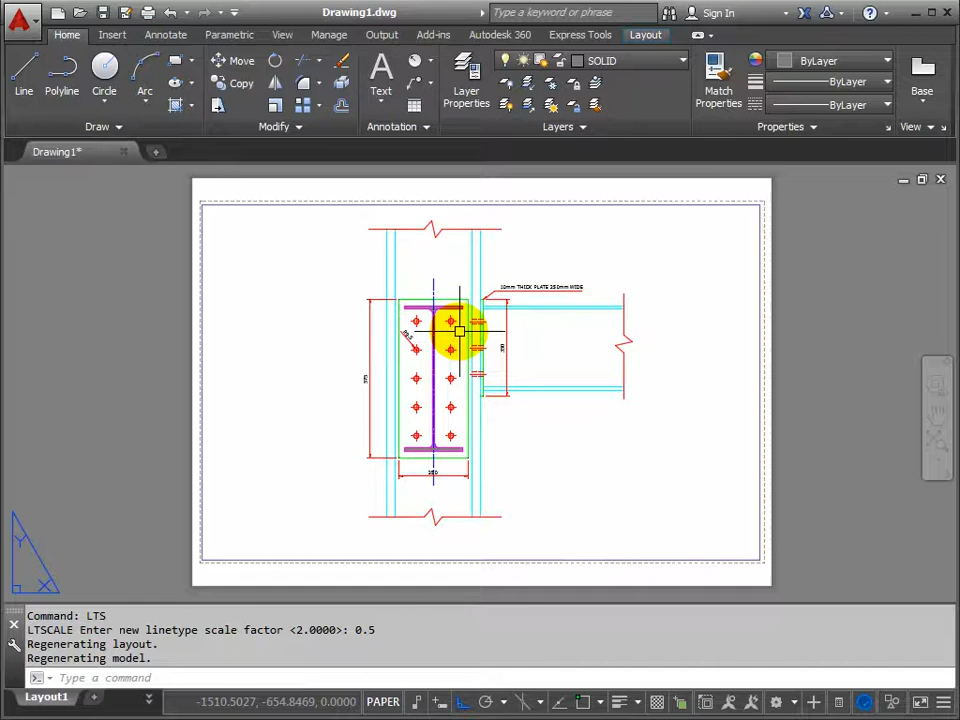 Drawing1.dwg
Type a keyword or phrase
Sign In
Home Insert Annotate Parametric View Manage Output Add-ins Autodesk 360 Express Tools Layout
Line Polyline Circle Arc
Move
Copy
Text
Layer Properties
SOLID
Match Properties
ByLayer
ByLayer
ByLayer
Base
Draw Modify Annotation Layers Properties View
Drawing1*
10mm THICK PLATE 250mm WIDE
350
575
250
Y
X
Command: LTS
LTSCALE Enter new linetype scale factor <2.0000>: 0.5
Regenerating layout.
Regenerating model.
Type a command
Layout1
-1510.5027, -654.8469, 0.0000 PAPER